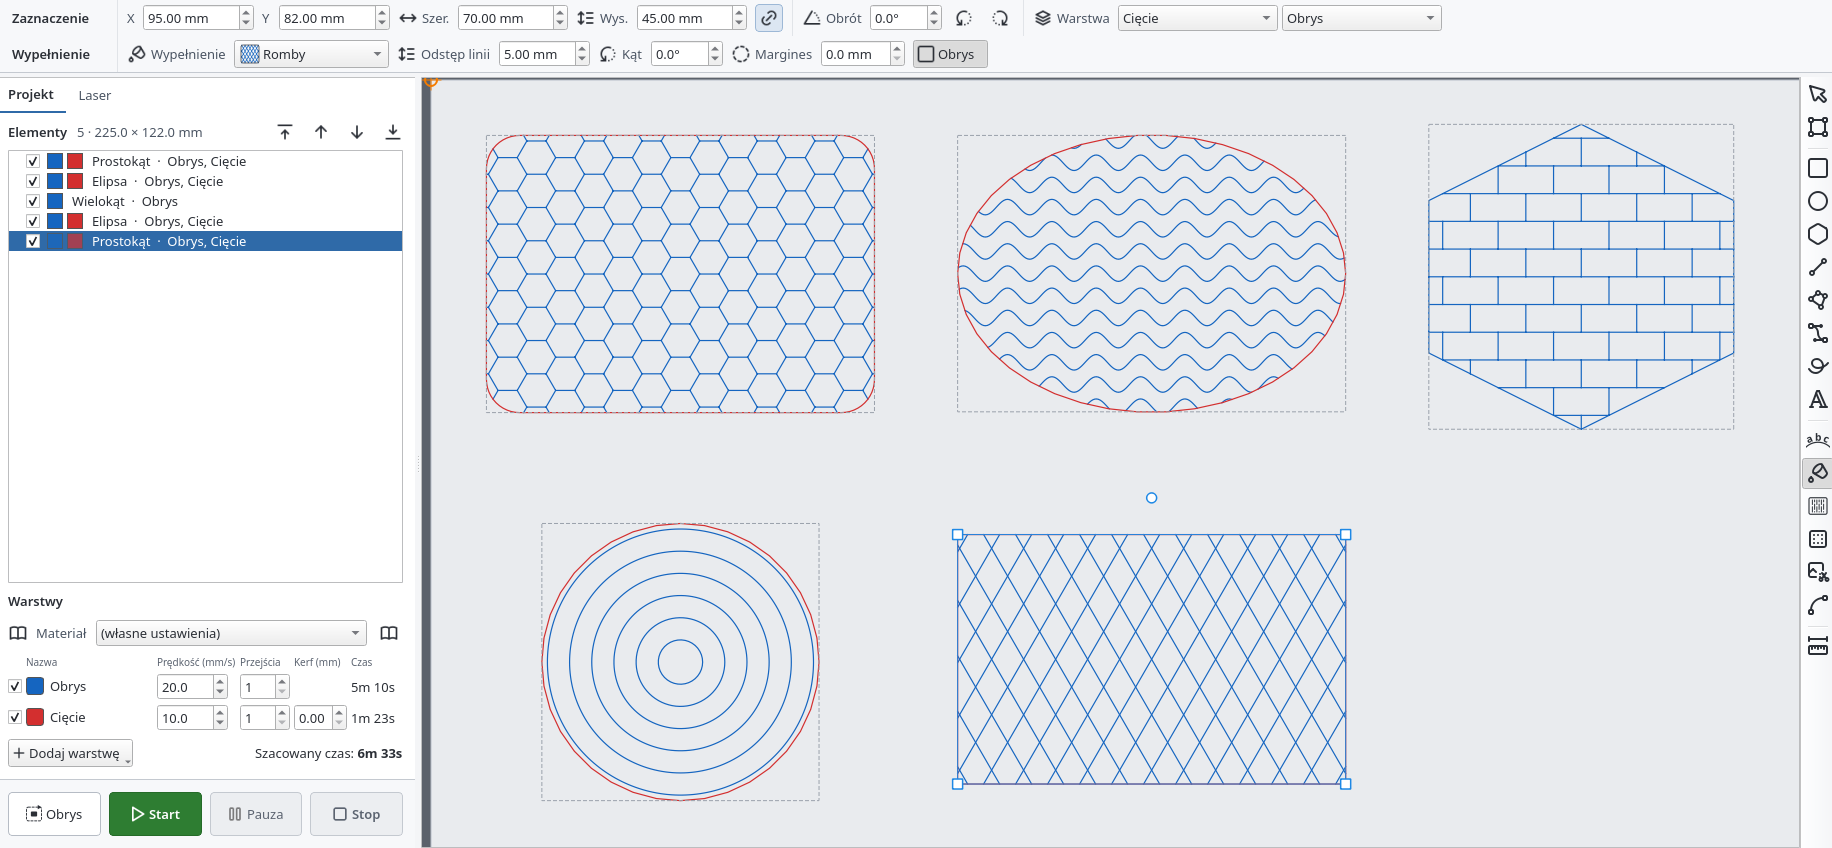 Zaznaczenie X 95.00 mm Y 82.00 mm Szer. 70.00 mm Wys. 45.00 mm Obrót 0.0° Warstwa Cięcie Obrys
Wypełnienie Wypełnienie Romby Odstęp linii 5.00 mm Kąt 0.0° Margines 0.0 mm Obrys
Projekt Laser
Elementy 5 · 225.0 × 122.0 mm
Prostokąt · Obrys, Cięcie
Elipsa · Obrys, Cięcie
Wielokąt · Obrys
Elipsa · Obrys, Cięcie
Prostokąt · Obrys, Cięcie
Warstwy
Materiał (własne ustawienia)
Nazwa Prędkość (mm/s) Przejścia Kerf (mm) Czas
Obrys 20.0 1 5m 10s
Cięcie 10.0 1 0.00 1m 23s
+ Dodaj warstwę Szacowany czas: 6m 33s
Obrys Start Pauza Stop
A
abc